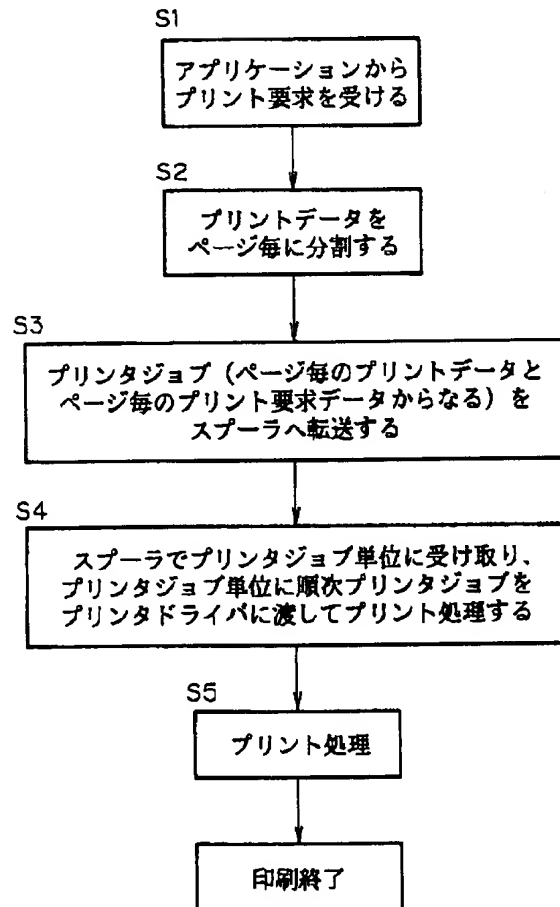 S1
アプリケーションから
プリント要求を受ける
S2
プリントデータを
ページ毎に分割する
S3
プリンタジョブ（ページ毎のプリントデータと
ページ毎のプリント要求データからなる）を
スプーラへ転送する
S4
スプーラでプリンタジョブ単位に受け取り、
プリンタジョブ単位に順次プリンタジョブを
プリンタドライバに渡してプリント処理する
S5
プリント処理
印刷終了